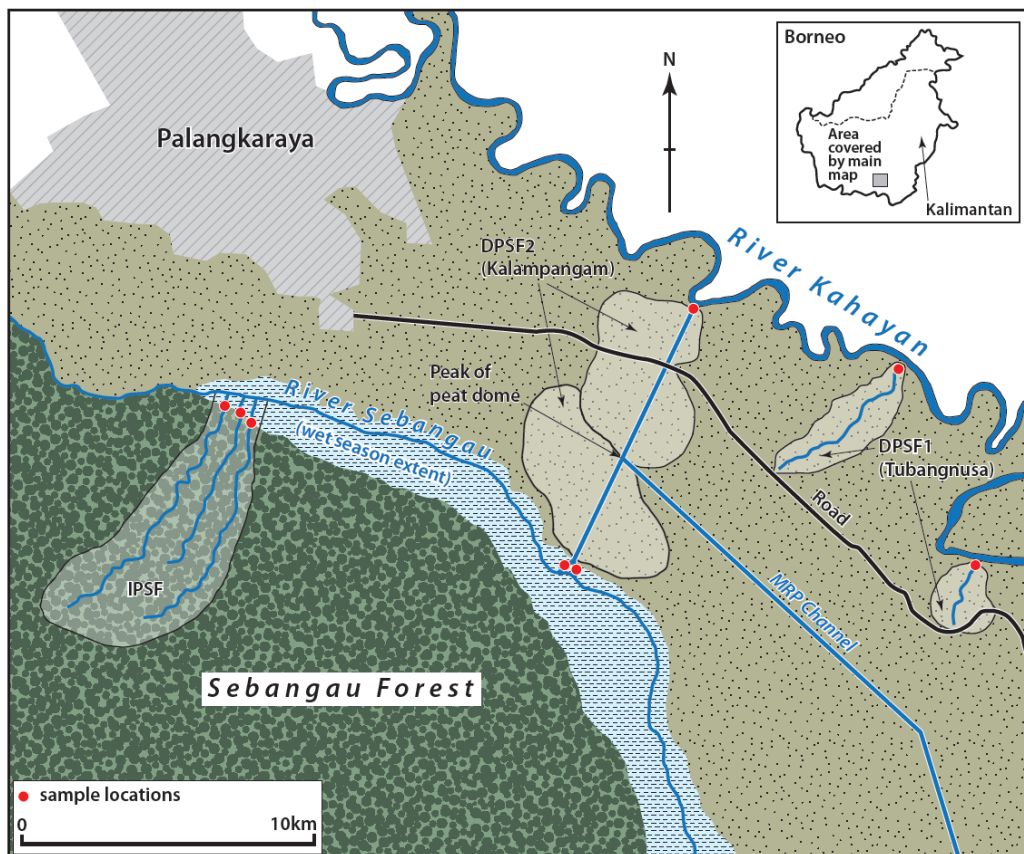 Borneo
Area
covered
by main
map
Kalimantan
N
Palangkaraya
River Kahayan
DPSF2
(Kalampangam)
Peak of
peat dome
River Sebangau
(wet season extent)
DPSF1
(Tubangnusa)
Road
MRP Channel
IPSF
Sebangau Forest
sample locations
0 10km